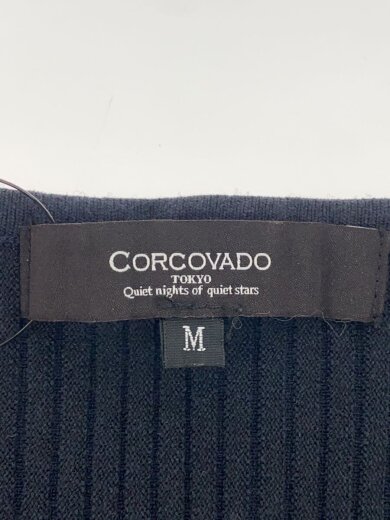 CORCOVADO
TOKYO
Quiet nights of quiet stars
M